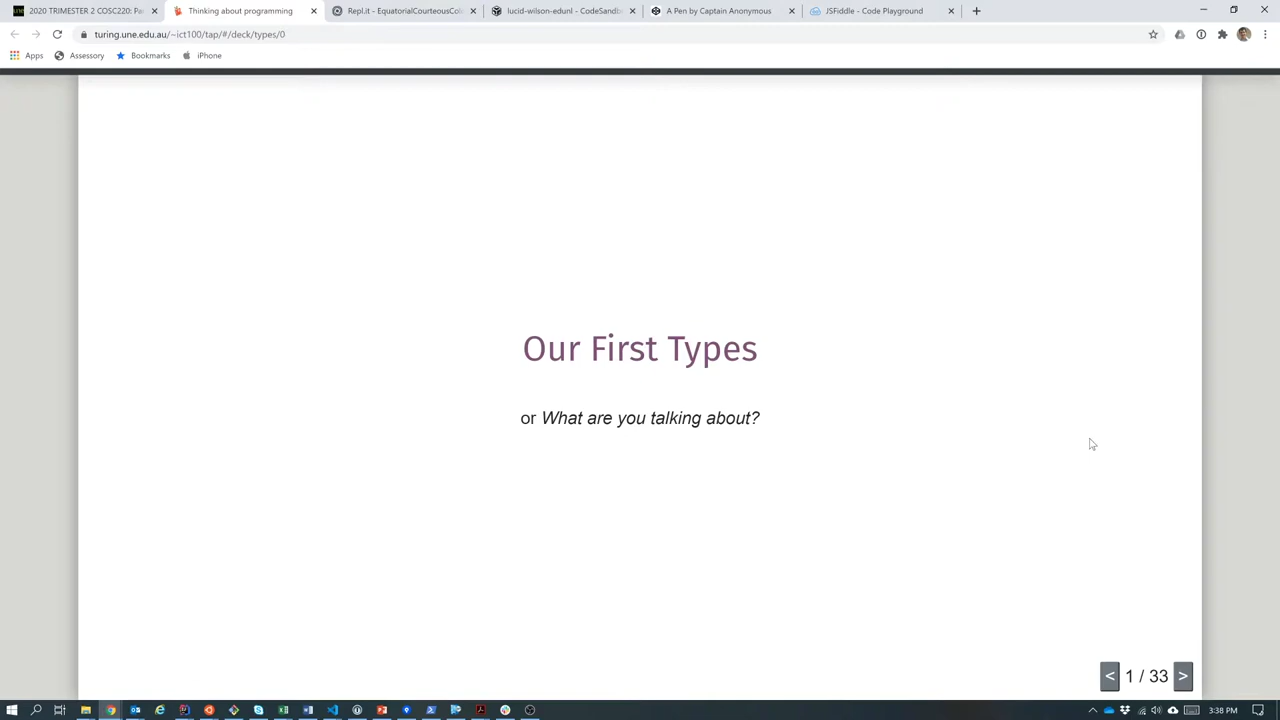 2020 TRIMESTER 2 COSC220: Pa
Thinking about programming
Repl.it - EquatorialCourteousColo
lucid-wilson-edunl - CodeSandb
A Pen by Captain Anonymous
JSFiddle - Code Playground
turing.une.edu.au/~ict100/tap/#/deck/types/0
Apps
Assessory
Bookmarks
iPhone
Our First Types
or What are you talking about?
< 1 / 33 >
3:38 PM